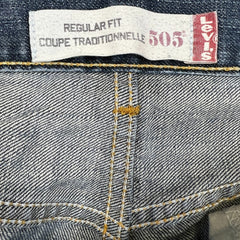 REGULAR FIT
COUPE TRADITIONNELLE 505
Levi's